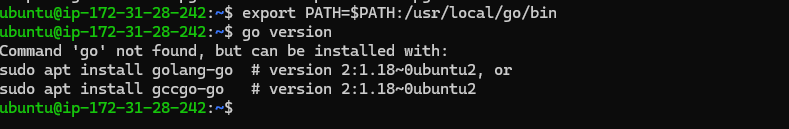 ubuntu@ip-172-31-28-242:~$ export PATH=$PATH:/usr/local/go/bin
ubuntu@ip-172-31-28-242:~$ go version
Command 'go' not found, but can be installed with:
sudo apt install golang-go  # version 2:1.18~0ubuntu2, or
sudo apt install gccgo-go   # version 2:1.18~0ubuntu2
ubuntu@ip-172-31-28-242:~$